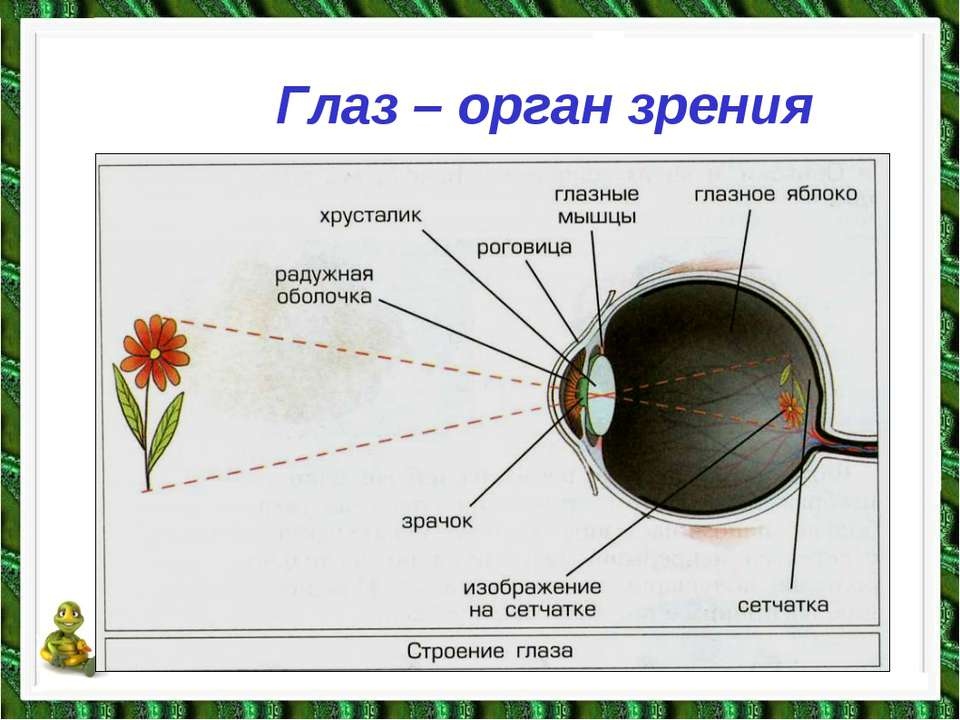 Глаз – орган зрения
глазные
мышцы
глазное яблоко
хрусталик
роговица
радужная
оболочка
зрачок
изображение
на сетчатке
сетчатка
Строение глаза